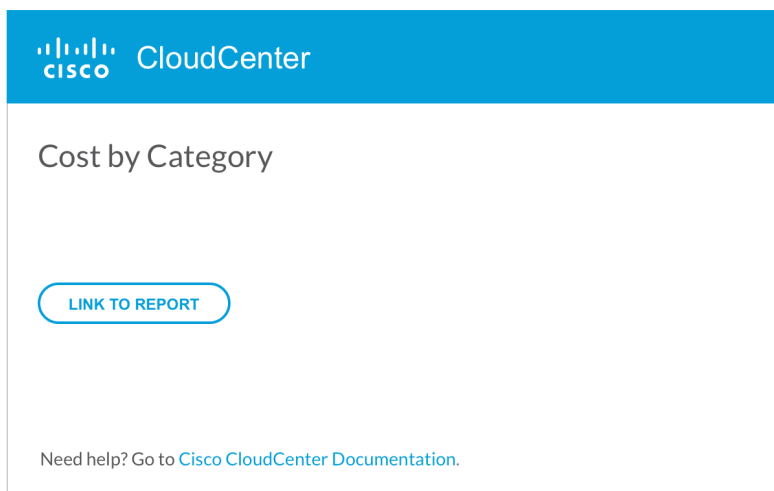 cisco CloudCenter
Cost by Category
LINK TO REPORT
Need help? Go to Cisco CloudCenter Documentation.